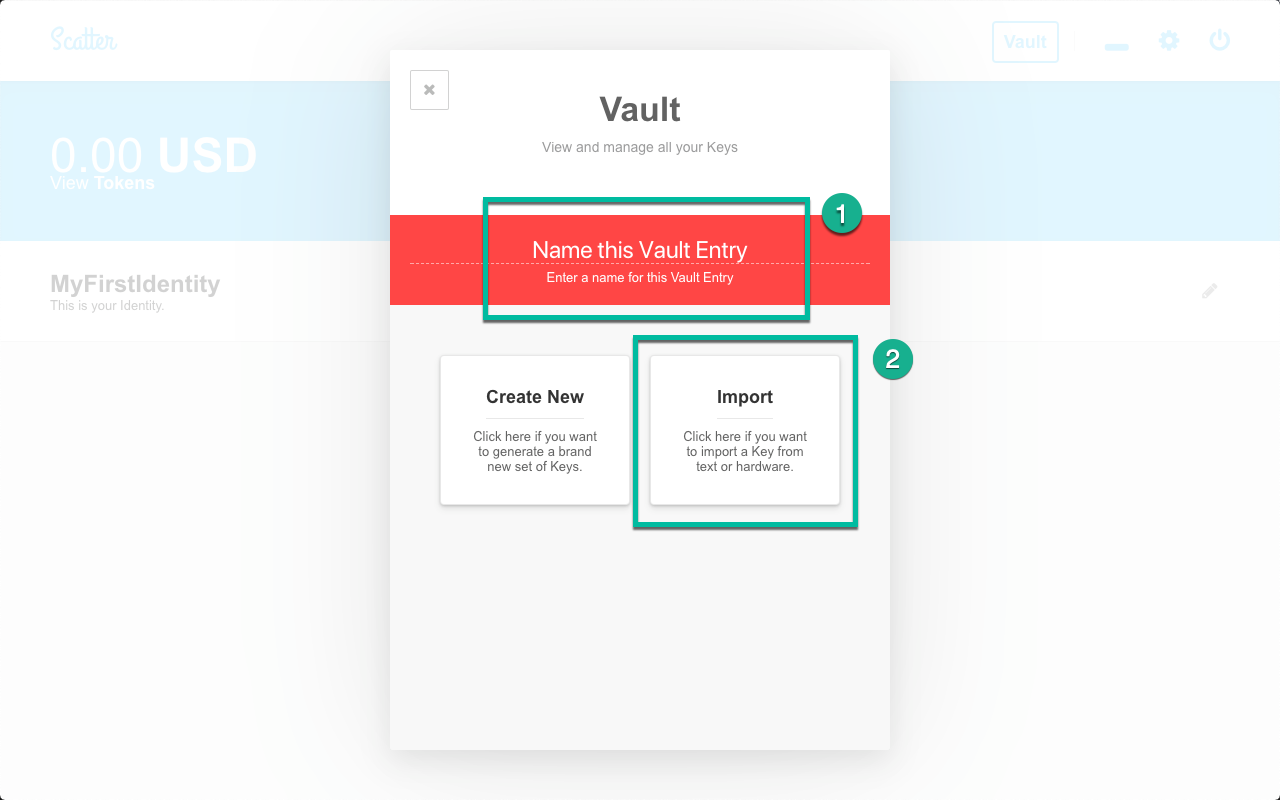 Scatter
Vault
Vault
View and manage all your Keys
0.00 USD
View Tokens
1
Name this Vault Entry
Enter a name for this Vault Entry
MyFirstIdentity
This is your Identity.
2
Create New
Click here if you want
to generate a brand
new set of Keys.
Import
Click here if you want
to import a Key from
text or hardware.